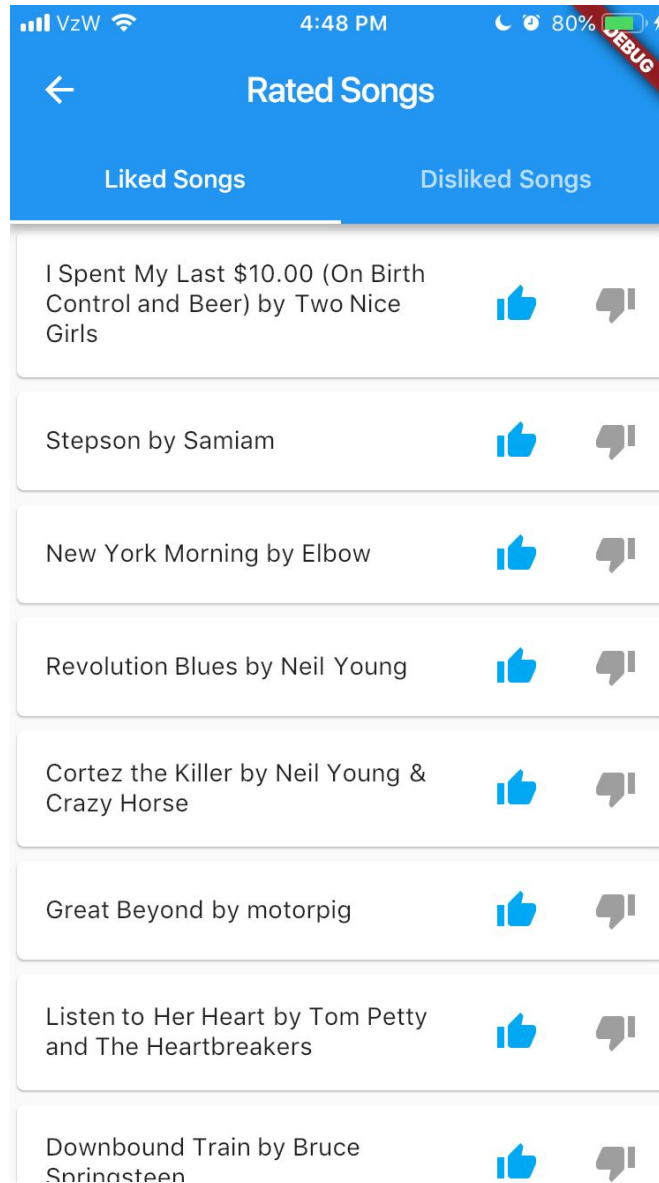 VzW 4:48 PM 80%
DEBUG
Rated Songs
Liked Songs Disliked Songs
I Spent My Last $10.00 (On Birth
Control and Beer) by Two Nice
Girls
Stepson by Samiam
New York Morning by Elbow
Revolution Blues by Neil Young
Cortez the Killer by Neil Young &
Crazy Horse
Great Beyond by motorpig
Listen to Her Heart by Tom Petty
and The Heartbreakers
Downbound Train by Bruce
Springsteen